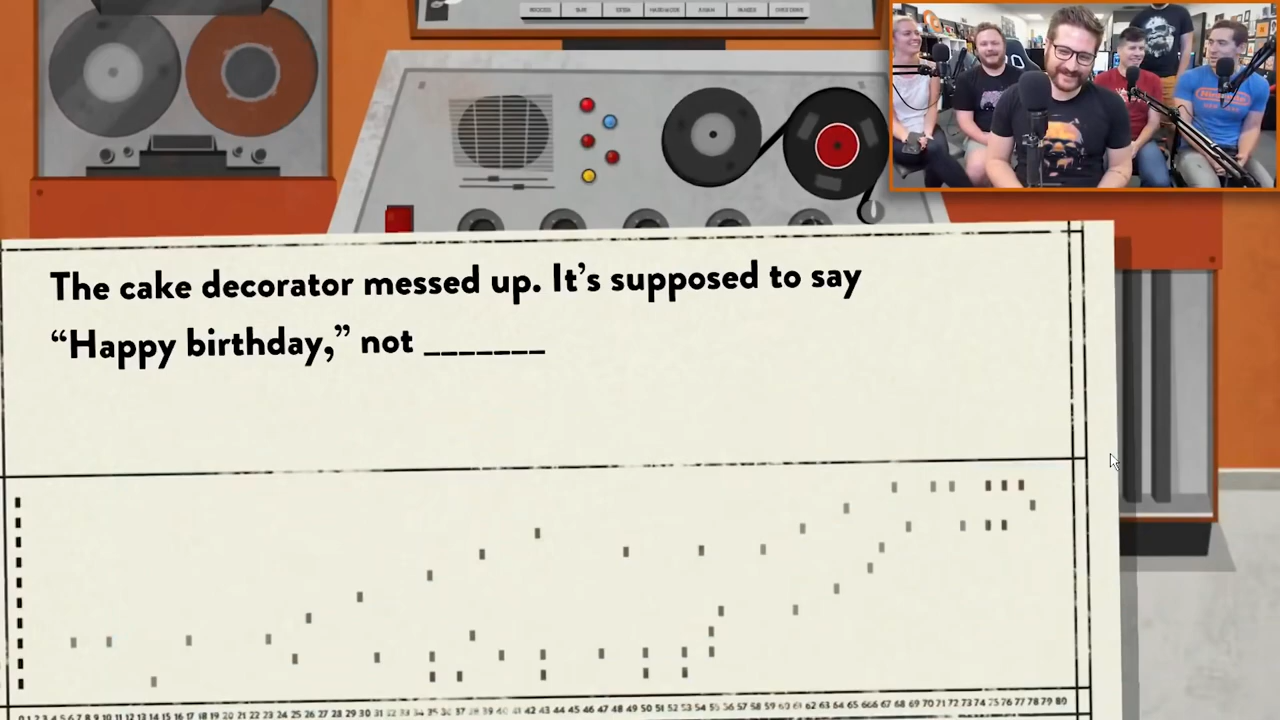 The cake decorator messed up. It’s supposed to say
“Happy birthday,” not _______